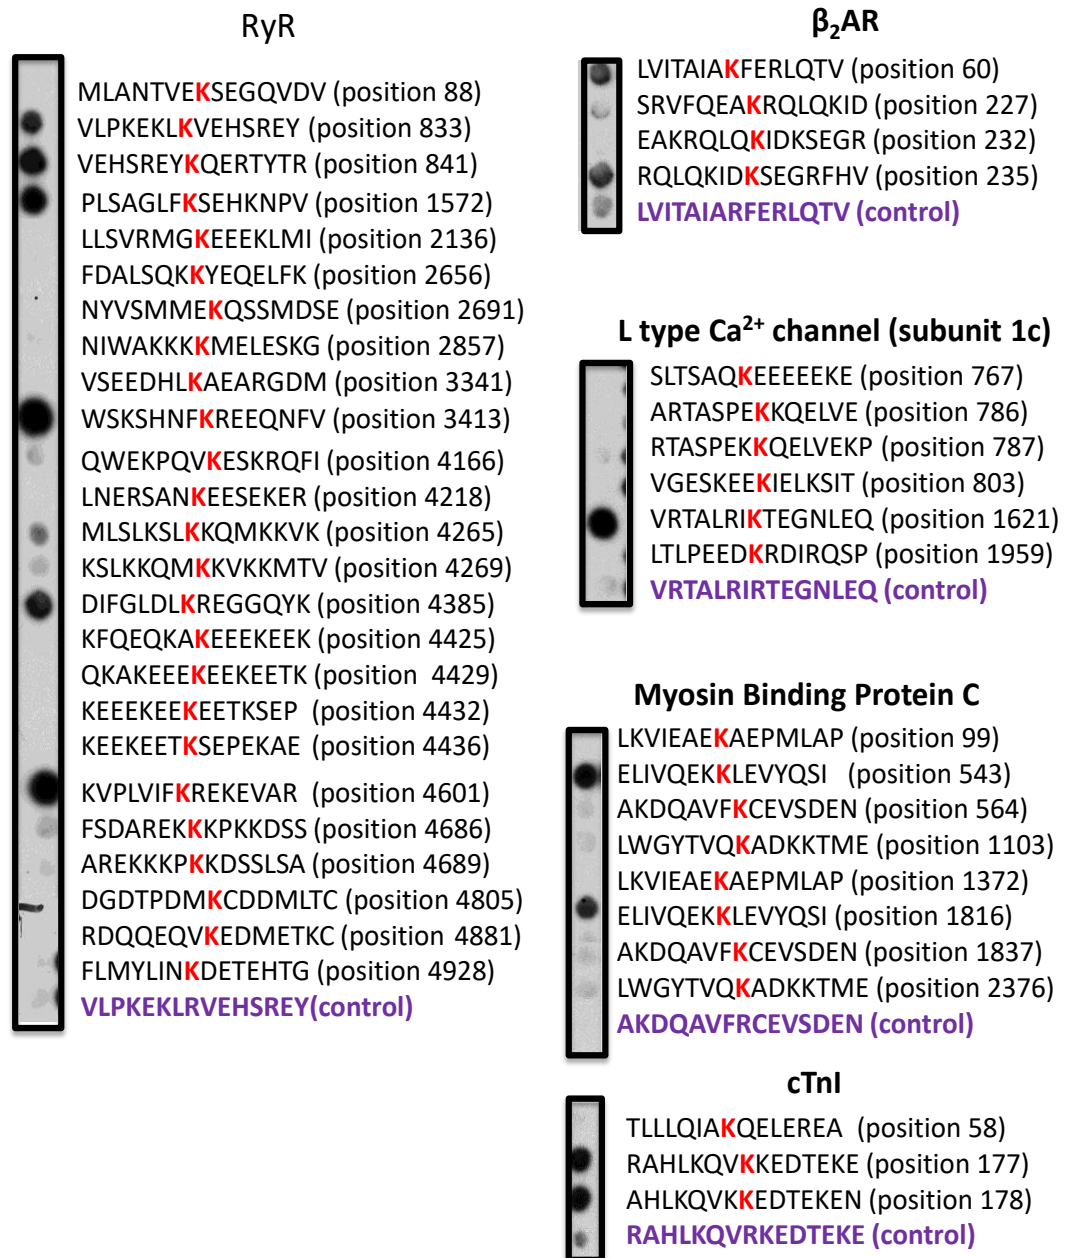 RyR
MLANTVEKSEGQVDV (position 88)
VLPKEKLKVEHSREY (position 833)
VEHSREYKQERTYTR (position 841)
PLSAGLFKSEHKNPV (position 1572)
LLSVRMGKEEEKLMI (position 2136)
FDALSQKKYEQELFK (position 2656)
NYVSMMEKQSSMDSE (position 2691)
NIWAKKKKMELESKG (position 2857)
VSEEDHLKAEARGDM (position 3341)
WSKSHNFKREEQNFV (position 3413)
QWEKPQVKESKRQFI (position 4166)
LNERSANKEESEKER (position 4218)
MLSLKSLKKQMKKVK (position 4265)
KSLKKQMKKVKKMTV (position 4269)
DIFGLDLKREGGQYK (position 4385)
KFQEQKAKEEEKEEK (position 4425)
QKAKEEEKEEKEETK (position 4429)
KEEEKEEKEETKSEP (position 4432)
KEEKEETKSEPEKAE (position 4436)
KVPLVIFKREKEVAR (position 4601)
FSDAREKKKPKKDSS (position 4686)
AREKKKPKKDSSLSA (position 4689)
DGDTPDMKCDDMLTC (position 4805)
RDQQEQVKEDMETKC (position 4881)
FLMYLINKDETEHTG (position 4928)
VLPKEKLRVEHSREY(control)
β₂AR
LVITAIAKFERLQTV (position 60)
SRVFQEAKRQLQKID (position 227)
EAKRQLQKIDKSEGR (position 232)
RQLQKIDKSEGRFHV (position 235)
LVITAIARFERLQTV (control)
L type Ca²⁺ channel (subunit 1c)
SLTSAQKEEEEEKE (position 767)
ARTASPEKKQELVE (position 786)
RTASPEKKQELVEKP (position 787)
VGESKEEKIELKSIT (position 803)
VRTALRIKTEGNLEQ (position 1621)
LTLPEEDKRDIRQSP (position 1959)
VRTALRIRTEGNLEQ (control)
Myosin Binding Protein C
LKVIEAEKAEPMLAP (position 99)
ELIVQEKKLEVYQSI (position 543)
AKDQAVFKCEVSDEN (position 564)
LWGYTVQKADKKTME (position 1103)
LKVIEAEKAEPMLAP (position 1372)
ELIVQEKKLEVYQSI (position 1816)
AKDQAVFKCEVSDEN (position 1837)
LWGYTVQKADKKTME (position 2376)
AKDQAVFRCEVSDEN (control)
cTnI
TLLLQIAKQELEREA (position 58)
RAHLKQVKKEDTEKE (position 177)
AHLKQVKKEDTEKEN (position 178)
RAHLKQVRKEDTEKE (control)